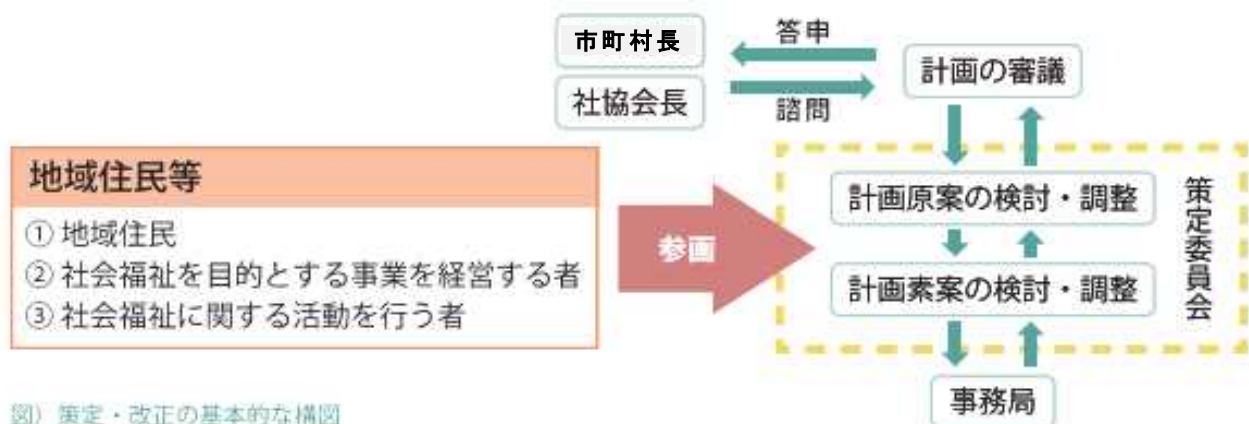 市町村長
社協会長
答申
諮問
計画の審議
地域住民等
① 地域住民
② 社会福祉を目的とする事業を経営する者
③ 社会福祉に関する活動を行う者
参画
計画原案の検討・調整
計画素案の検討・調整
策定委員会
事務局
図）策定・改正の基本的な構図